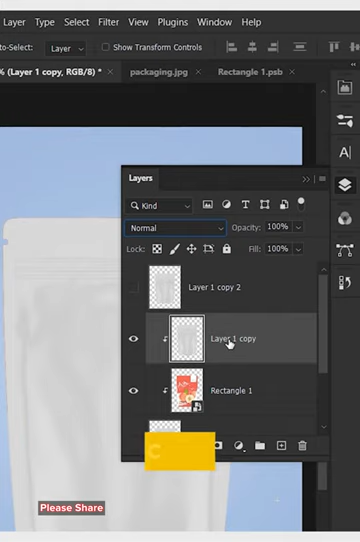 Layer Type Select Filter View Plugins Window Help
to-Select: Layer Show Transform Controls
% (Layer 1 copy, RGB/8) * × packaging.jpg × Rectangle 1.psb ×
Layers
Kind
Normal Opacity: 100%
Lock: Fill: 100%
Layer 1 copy 2
Layer 1 copy
Rectangle 1
C
Please Share